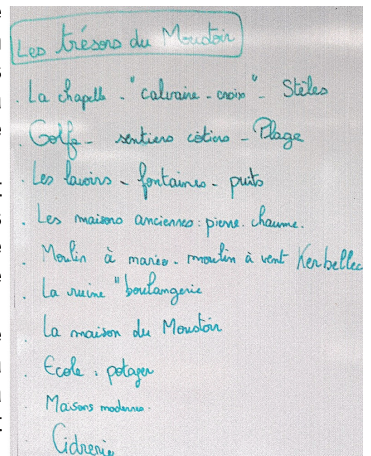 Les trésors du Moustoir
. La chapelle - "calvaire - croix" - Stèles
. Golfe - sentiers côtiers - Plage
. Les lavoirs - fontaines - puits
. Les maisons anciennes : pierre. chaume.
. Moulin à marée - moulin à vent Kerbellec
. La ruine "boulangerie
. La maison du Moustoir
. Ecole : potager
. Maisons modernes.
. Cidrerie